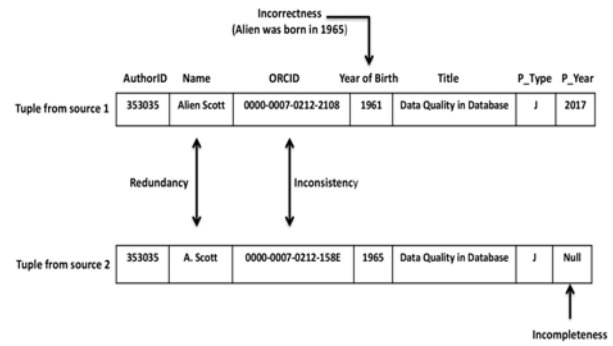 Incorrectness
(Alien was born in 1965)
AuthorID Name ORCID Year of Birth Title P_Type P_Year
Tuple from source 1 353035 Alien Scott 0000-0007-0212-2108 1961 Data Quality in Database J 2017
Redundancy Inconsistency
Tuple from source 2 353035 A. Scott 0000-0007-0212-158E 1965 Data Quality in Database J Null
Incompleteness